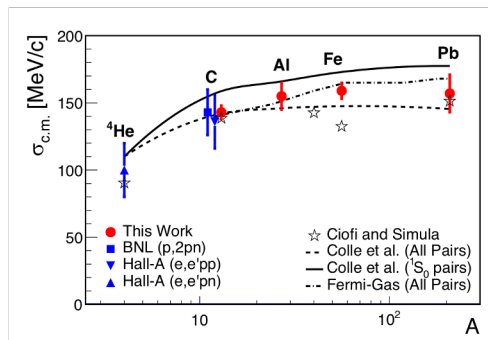 200
150
100
50
0
σc.m. [MeV/c]
⁴He
C
Al
Fe
Pb
This Work
BNL (p,2pn)
Hall-A (e,e'pp)
Hall-A (e,e'pn)
Ciofi and Simula
Colle et al. (All Pairs)
Colle et al. (¹S₀ pairs)
Fermi-Gas (All Pairs)
10
10²
A